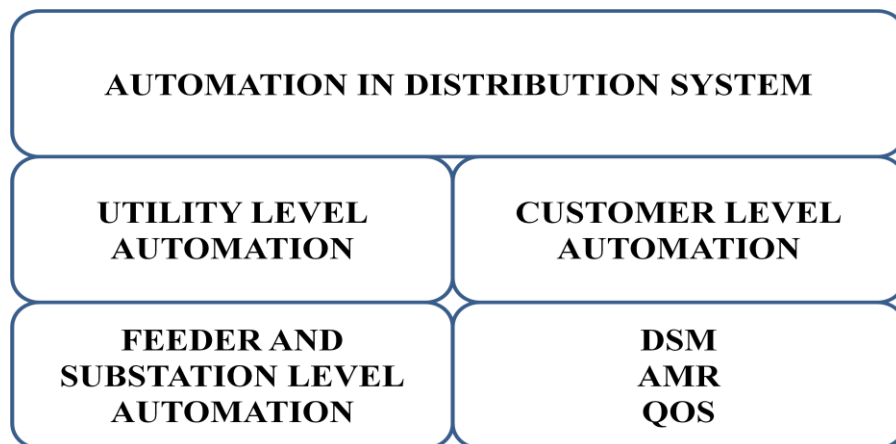 AUTOMATION IN DISTRIBUTION SYSTEM
UTILITY LEVEL
AUTOMATION
CUSTOMER LEVEL
AUTOMATION
FEEDER AND
SUBSTATION LEVEL
AUTOMATION
DSM
AMR
QOS